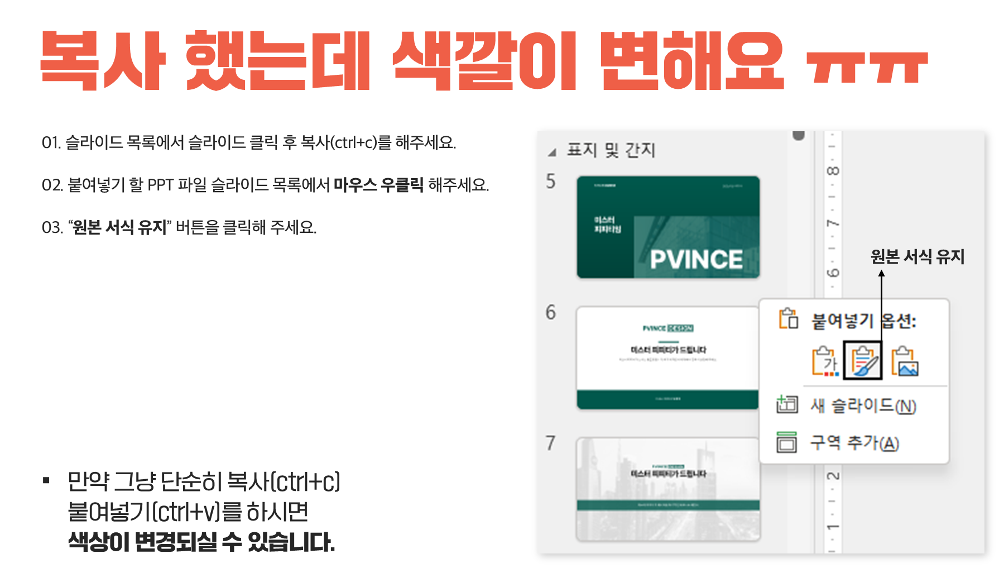 복사 했는데 색깔이 변해요 ㅠㅠ
01. 슬라이드 목록에서 슬라이드 클릭 후 복사(ctrl+c)를 해주세요.
02. 붙여넣기 할 PPT 파일 슬라이드 목록에서 마우스 우클릭 해주세요.
03. “원본 서식 유지” 버튼을 클릭해 주세요.
▪ 만약 그냥 단순히 복사(ctrl+c)
붙여넣기(ctrl+v)를 하시면
색상이 변경되실 수 있습니다.
표지 및 간지
5
미스터
피피티원
PVINCE
6
PVINCE DESIGN
미스터 피피티가 드립니다
7
PVINCE DESIGN
미스터 피피티가 드립니다
8
7
6
2
1
원본 서식 유지
붙여넣기 옵션:
가
새 슬라이드(N)
구역 추가(A)